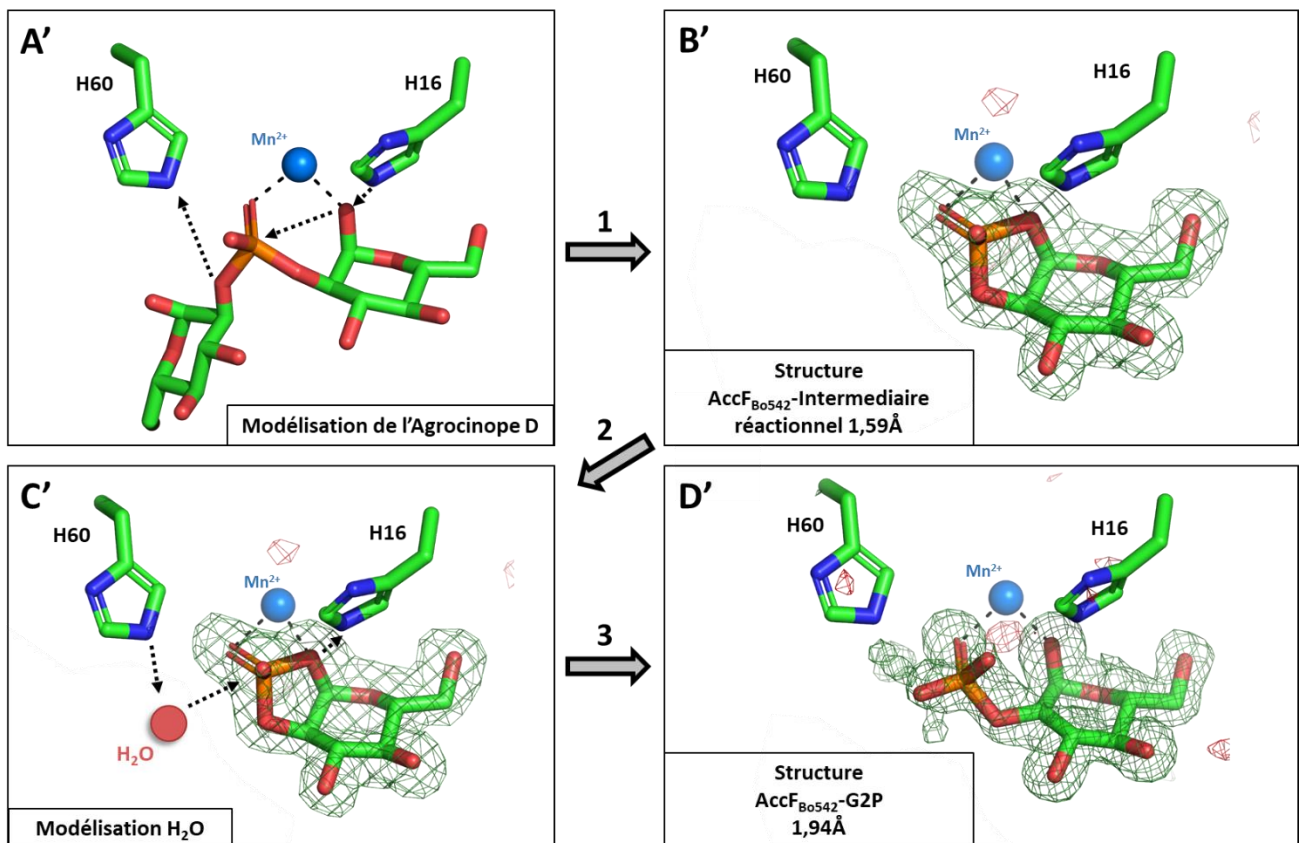 A'
H60
H16
Mn²⁺
Modélisation de l'Agrocinope D
1
B'
H60
H16
Mn²⁺
Structure
AccF_Bo542-Intermediaire
réactionnel 1,59Å
2
C'
H60
H16
Mn²⁺
H₂O
Modélisation H₂O
3
D'
H60
H16
Mn²⁺
Structure
AccF_Bo542-G2P
1,94Å